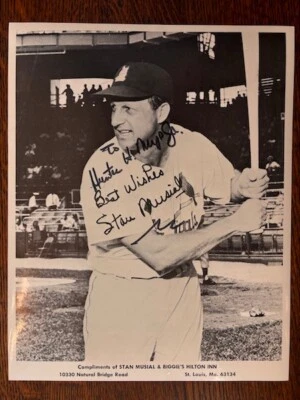 To
Best Wishes
Stan Musial
Compliments of STAN MUSIAL & BIGGIE'S HILTON INN
10330 Natural Bridge Road St. Louis, Mo. 63134